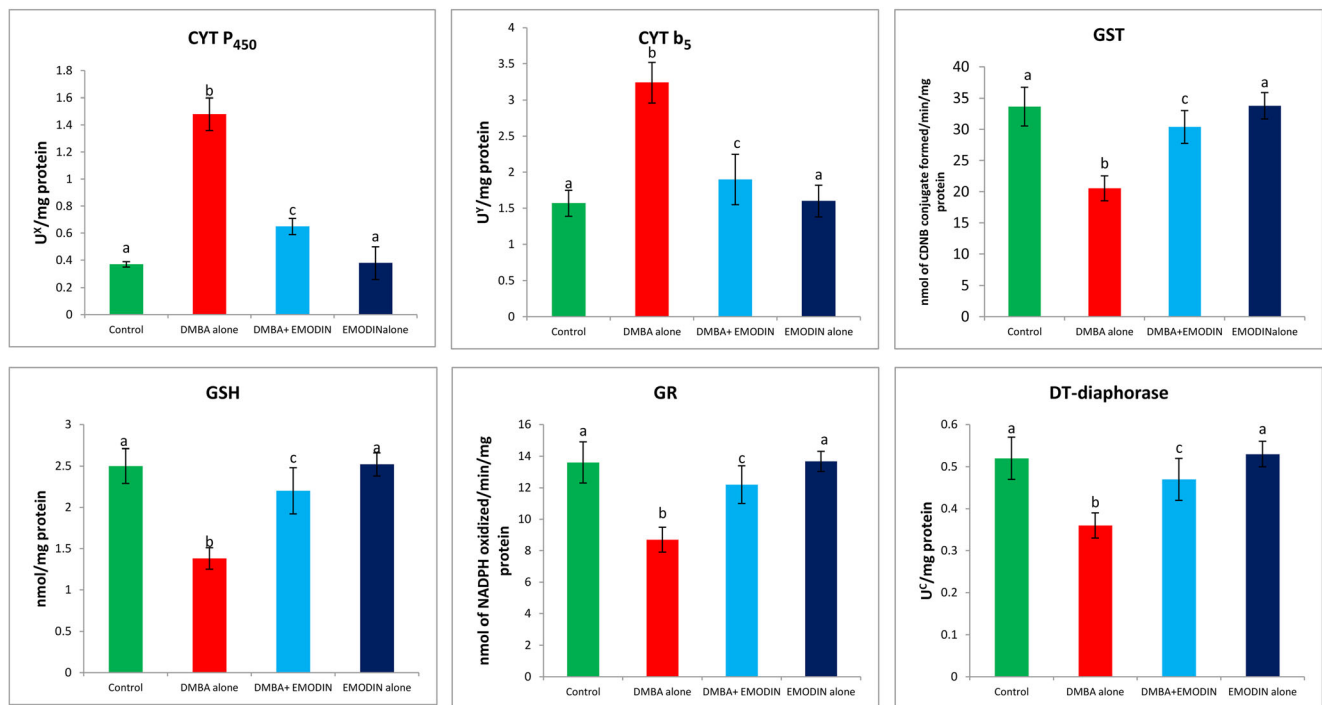 CYT P450
U^X/mg protein
1.8
1.6
1.4
1.2
1
0.8
0.6
0.4
0.2
0
a
b
c
a
Control
DMBA alone
DMBA+ EMODIN
EMODINalone
CYT b5
U^Y/mg protein
4
3.5
3
2.5
2
1.5
1
0.5
0
a
b
c
a
Control
DMBA alone
DMBA+ EMODIN
EMODIN alone
GST
nmol of CDNB conjugate formed/min/mg
protein
40
35
30
25
20
15
10
5
0
a
b
c
a
Control
DMBA alone
DMBA+EMODIN
EMODINalone
GSH
nmol/mg protein
3
2.5
2
1.5
1
0.5
0
a
b
c
a
Control
DMBA alone
DMBA+ EMODIN
EMODIN alone
GR
nmol of NADPH oxidized/min/mg
protein
16
14
12
10
8
6
4
2
0
a
b
c
a
Control
DMBA alone
DMBA+ EMODIN
EMODIN alone
DT-diaphorase
U^C/mg protein
0.6
0.5
0.4
0.3
0.2
0.1
0
a
b
c
a
Control
DMBA alone
DMBA+EMODIN
EMODIN alone